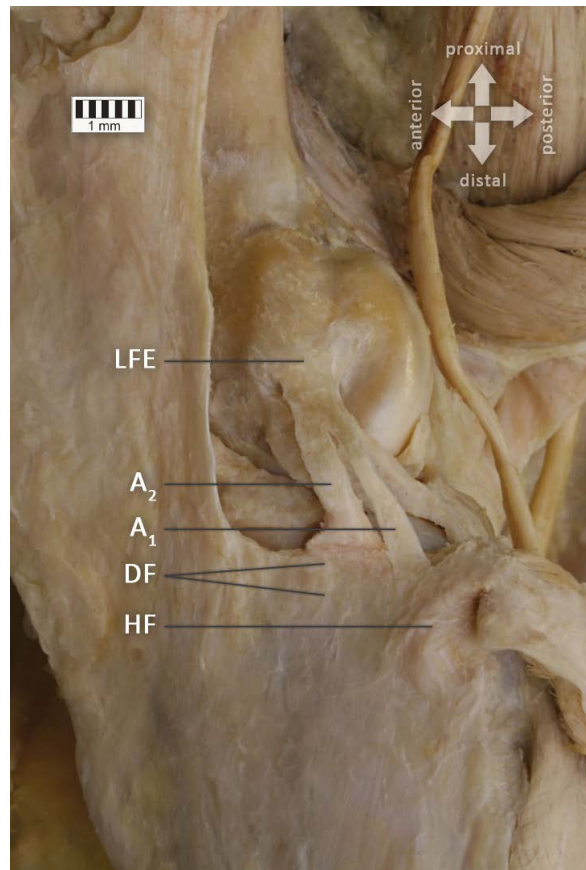 proximal
anterior
posterior
distal
1 mm
LFE
A₂
A₁
DF
HF